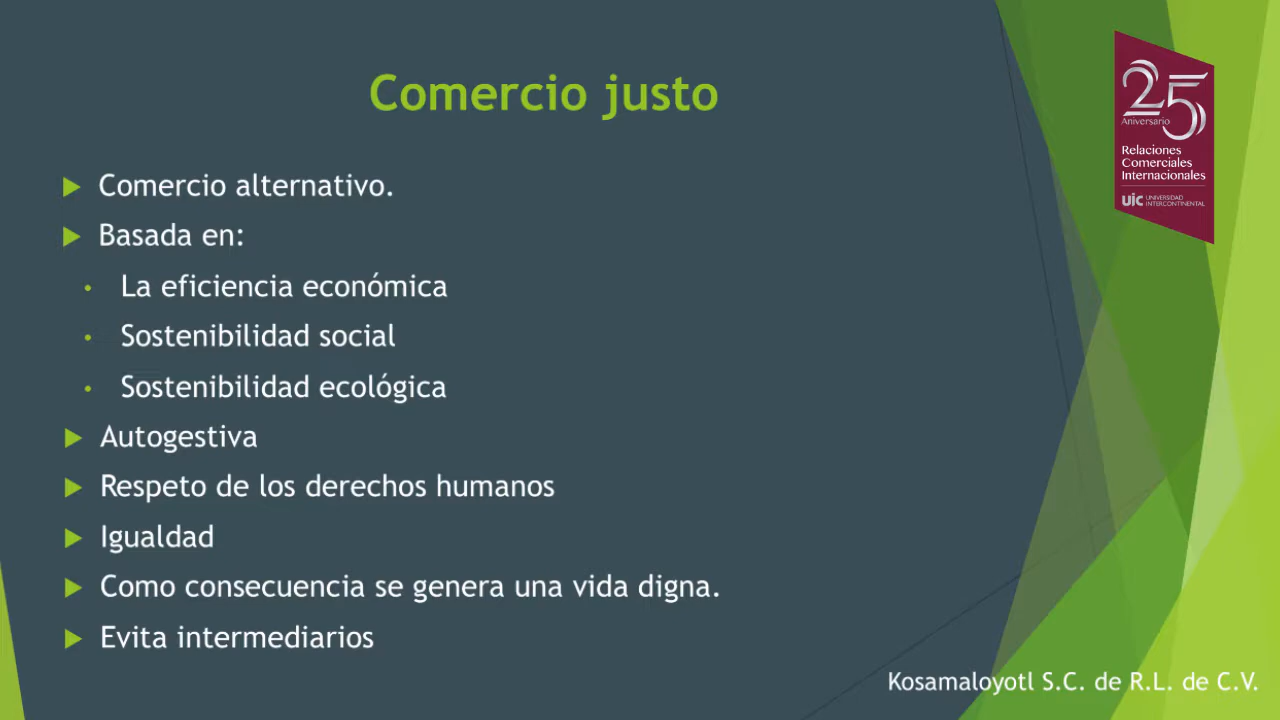 Comercio justo
25
Aniversario
Relaciones
Comerciales
Internacionales
uic UNIVERSIDAD
INTERCONTINENTAL
Comercio alternativo.
Basada en:
La eficiencia económica
Sostenibilidad social
Sostenibilidad ecológica
Autogestiva
Respeto de los derechos humanos
Igualdad
Como consecuencia se genera una vida digna.
Evita intermediarios
Kosamaloyotl S.C. de R.L. de C.V.